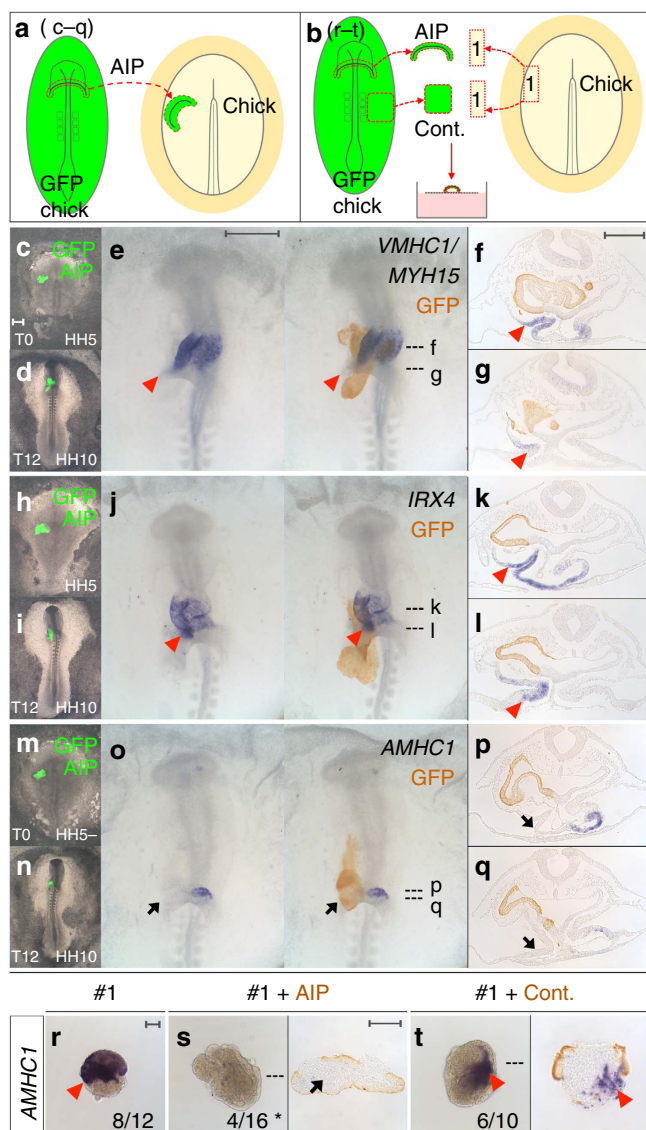 a
(c–q)
AIP
Chick
GFP
chick
b
(r–t)
AIP
1
1
1
Chick
Cont.
GFP
chick
c
GFP
AIP
T0
HH5
d
T12
HH10
e
VMHC1/
MYH15
GFP
f
g
f
g
h
GFP
AIP
HH5
i
T12
HH10
j
IRX4
GFP
k
l
k
l
m
GFP
AIP
T0
HH5–
n
T12
HH10
o
AMHC1
GFP
p
q
p
q
#1
#1 + AIP
#1 + Cont.
AMHC1
r
8/12
s
4/16 *
t
6/10